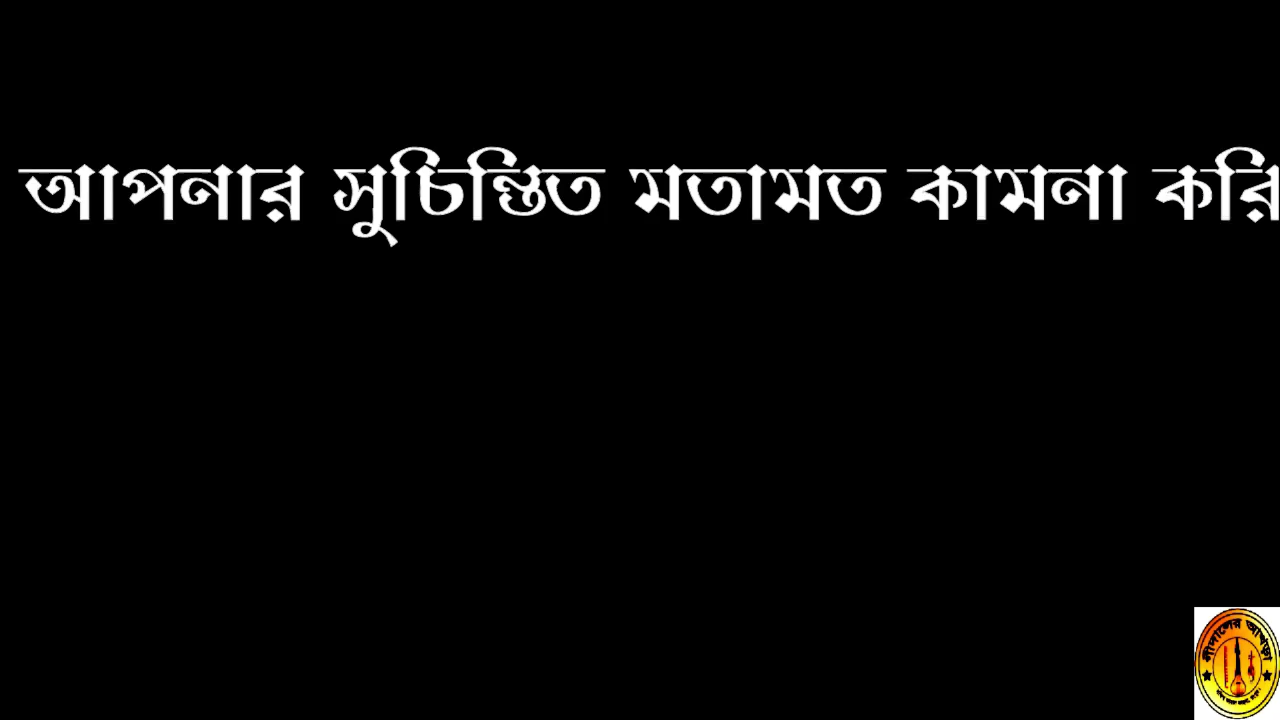 আপনার সুচিন্তিত মতামত কামনা করি